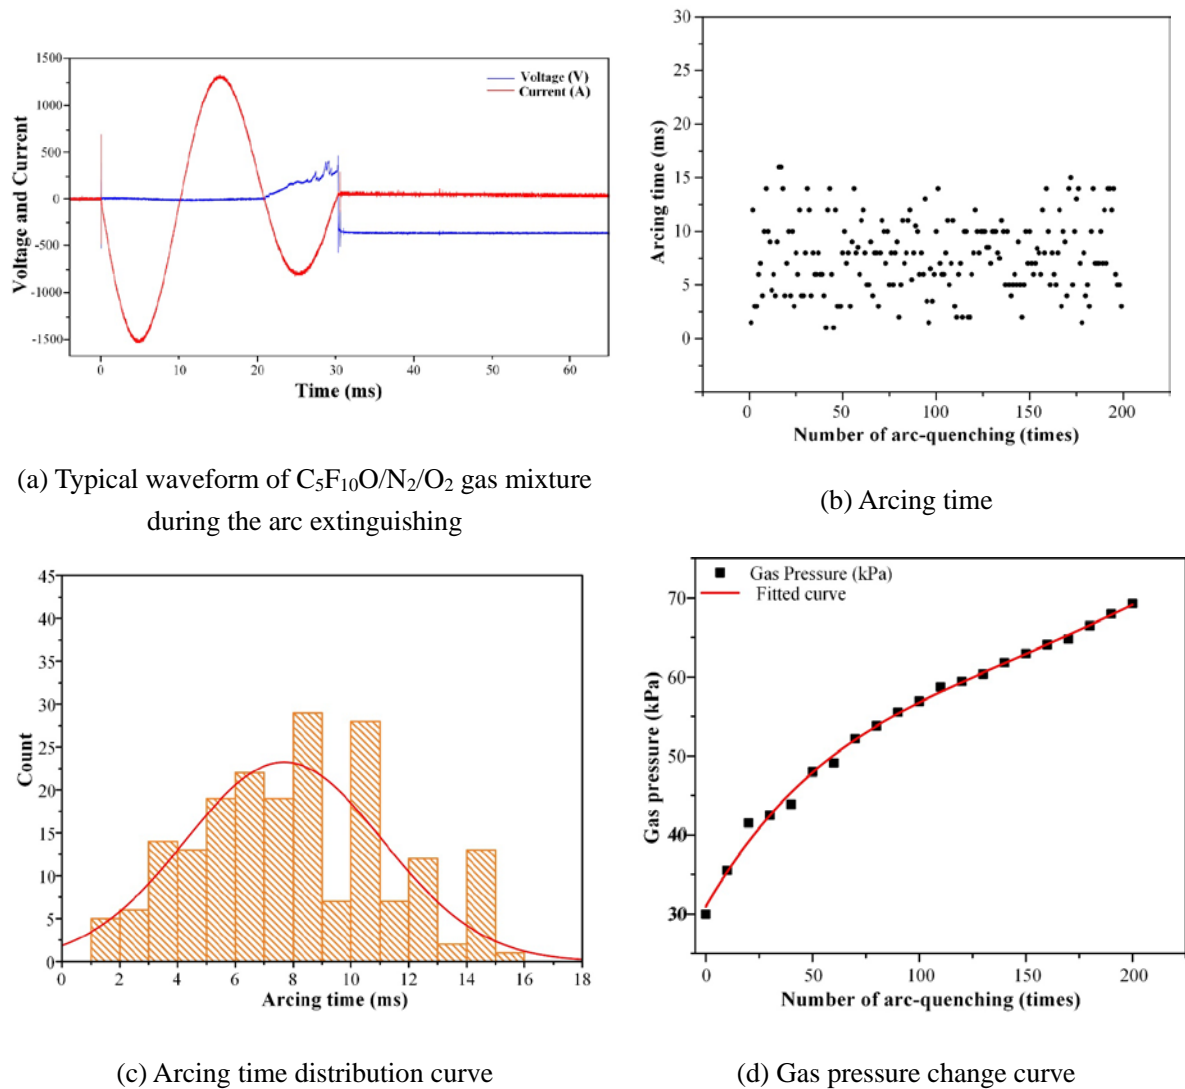 1500
1000
500
0
-500
-1000
-1500
Voltage and Current
Voltage (V)
Current (A)
0 10 20 30 40 50 60
Time (ms)
(a) Typical waveform of C₅F₁₀O/N₂/O₂ gas mixture
during the arc extinguishing
30
25
20
15
10
5
0
Arcing time (ms)
0 50 100 150 200
Number of arc-quenching (times)
(b) Arcing time
45
40
35
30
25
20
15
10
5
0
Count
0 2 4 6 8 10 12 14 16 18
Arcing time (ms)
(c) Arcing time distribution curve
Gas Pressure (kPa)
Fitted curve
70
60
50
40
30
Gas pressure (kPa)
0 50 100 150 200
Number of arc-quenching (times)
(d) Gas pressure change curve